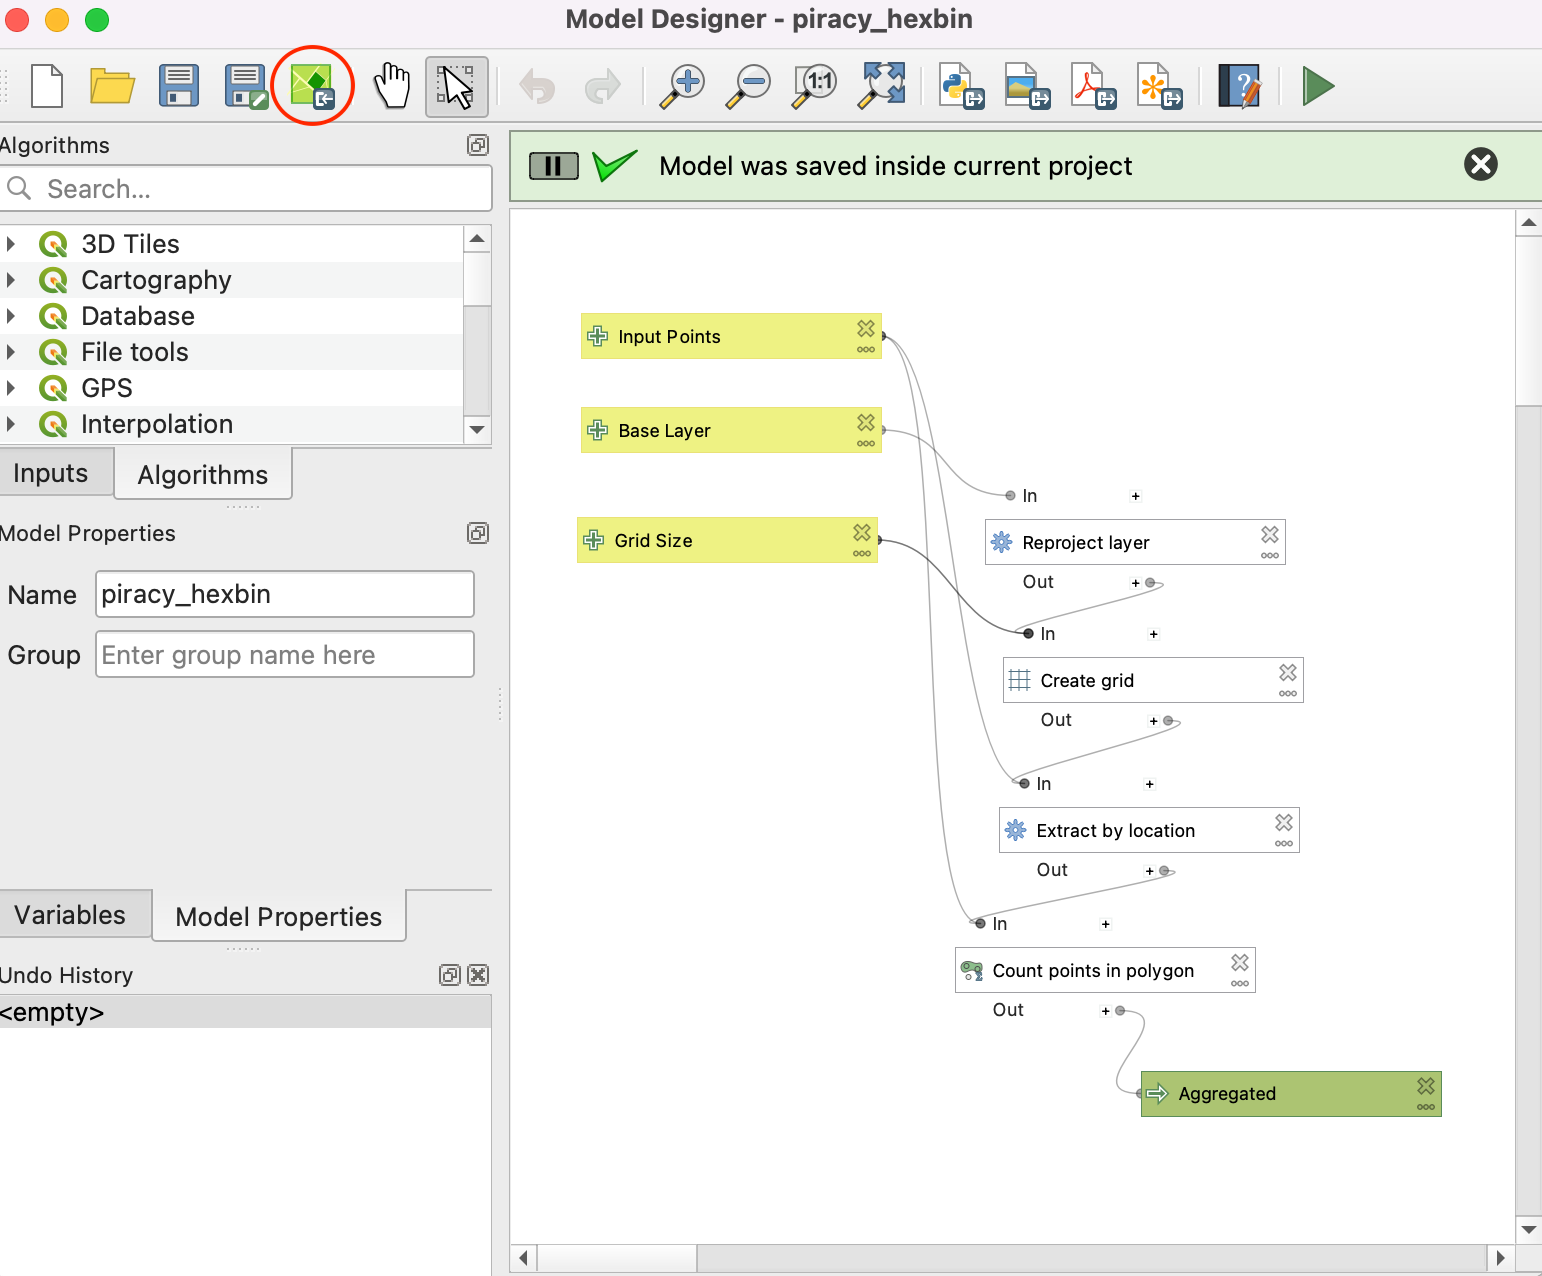 Model Designer - piracy_hexbin
1:1
Algorithms
Search...
3D Tiles
Cartography
Database
File tools
GPS
Interpolation
Inputs
Algorithms
Model Properties
Name
piracy_hexbin
Group
Enter group name here
Variables
Model Properties
Undo History
<empty>
Model was saved inside current project
Input Points
Base Layer
Grid Size
In
Reproject layer
Out
In
Create grid
Out
In
Extract by location
Out
In
Count points in polygon
Out
Aggregated